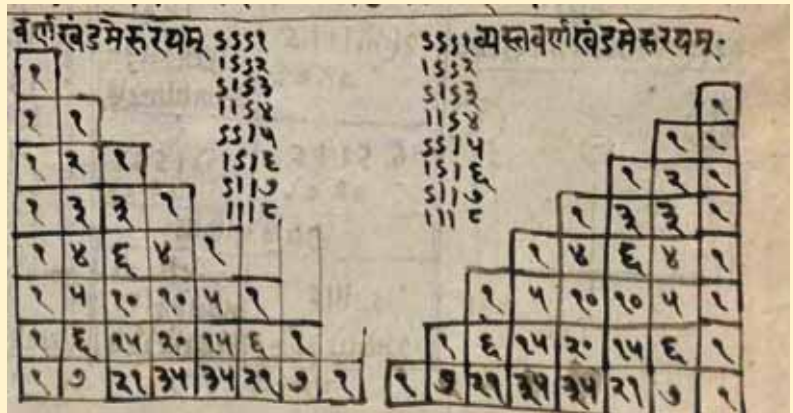 वर्णखंडमेरुरयम् ऽऽऽ१
।ऽऽ२
ऽ।ऽ३
।।ऽ४
ऽऽ।५
।ऽ।६
ऽ।।७
।।।८
१
१ १
१ २ १
१ ३ ३ १
१ ४ ६ ४ १
१ ५ १० १० ५ १
१ ६ १५ २० १५ ६ १
१ ७ २१ ३५ ३५ २१ ७ १
ऽऽऽ१ व्यस्तवर्णखंडमेरुरयम्
।ऽऽ२
ऽ।ऽ३
।।ऽ४
ऽऽ।५
।ऽ।६
ऽ।।७
।।।८
१
१ १
१ २ १
१ ३ ३ १
१ ४ ६ ४ १
१ ५ १० १० ५ १
१ ६ १५ २० १५ ६ १
१ ७ २१ ३५ ३५ २१ ७ १